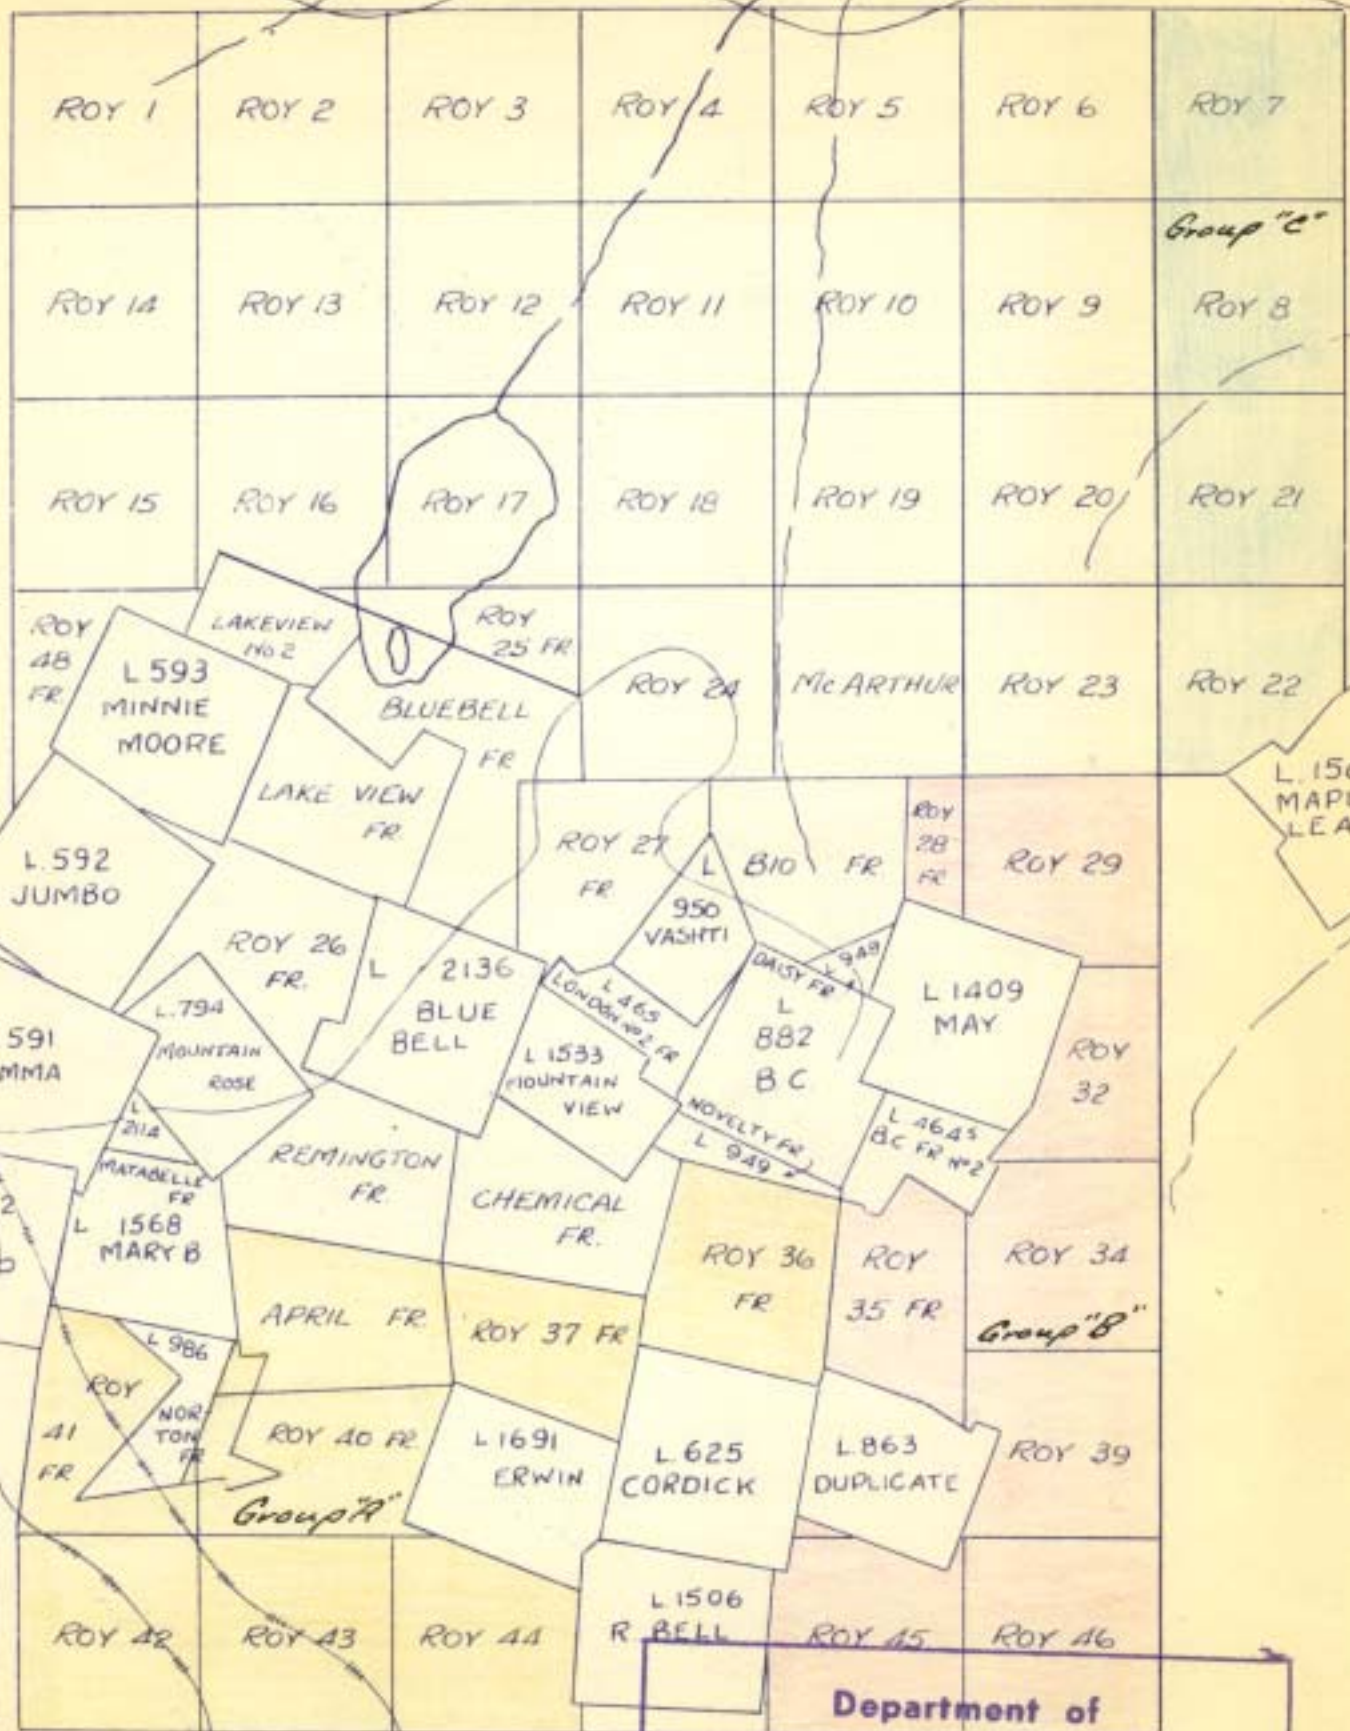 ROY 1
ROY 2
ROY 3
ROY 4
ROY 5
ROY 6
ROY 7
Group "C"
ROY 14
ROY 13
ROY 12
ROY 11
ROY 10
ROY 9
ROY 8
ROY 15
ROY 16
ROY 17
ROY 18
ROY 19
ROY 20
ROY 21
ROY
48
FR.
LAKEVIEW
No 2
ROY
25 FR
L 593
MINNIE
MOORE
BLUEBELL
FR
ROY 24
McARTHUR
ROY 23
ROY 22
LAKE VIEW
FR
L.592
JUMBO
ROY 27
FR
L
950
VASHTI
B10 FR
ROY
28
FR
ROY 29
ROY 26
FR.
L 2136
BLUE
BELL
L 465
LONDON No 2 FR
DAISY FR
L 949
L
882
B C
L 1409
MAY
ROY
32
591
MMA
L.794
MOUNTAIN
ROSE
L 1533
MOUNTAIN
VIEW
NOVELTY FR
L 949
L 464S
B.C FR No 2
L
2114
MATABELLE
FR
REMINGTON
FR.
CHEMICAL
FR.
2
L 1568
MARY B
ROY 36
FR
ROY
35 FR
ROY 34
Group "B"
APRIL FR.
ROY 37 FR
L 986
NOR-
TON
FR
ROY
41
FR
ROY 40 FR
Group "A"
L 1691
ERWIN
L 625
CORDICK
L.863
DUPLICATE
ROY 39
ROY 42
ROY 43
ROY 44
L 1506
R BELL
ROY 45
ROY 46
Department of